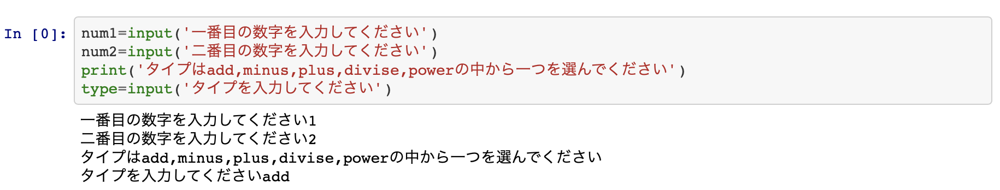 In [0]: num1=input('一番目の数字を入力してください')
num2=input('二番目の数字を入力してください')
print('タイプはadd,minus,plus,divise,powerの中から一つを選んでください')
type=input('タイプを入力してください')
一番目の数字を入力してください1
二番目の数字を入力してください2
タイプはadd,minus,plus,divise,powerの中から一つを選んでください
タイプを入力してくださいadd